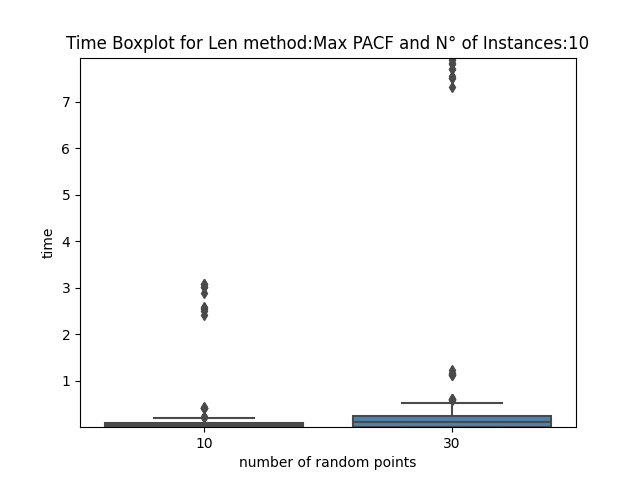 Time Boxplot for Len method:Max PACF and N° of Instances:10
7
6
5
4
3
2
1
time
10 30
number of random points